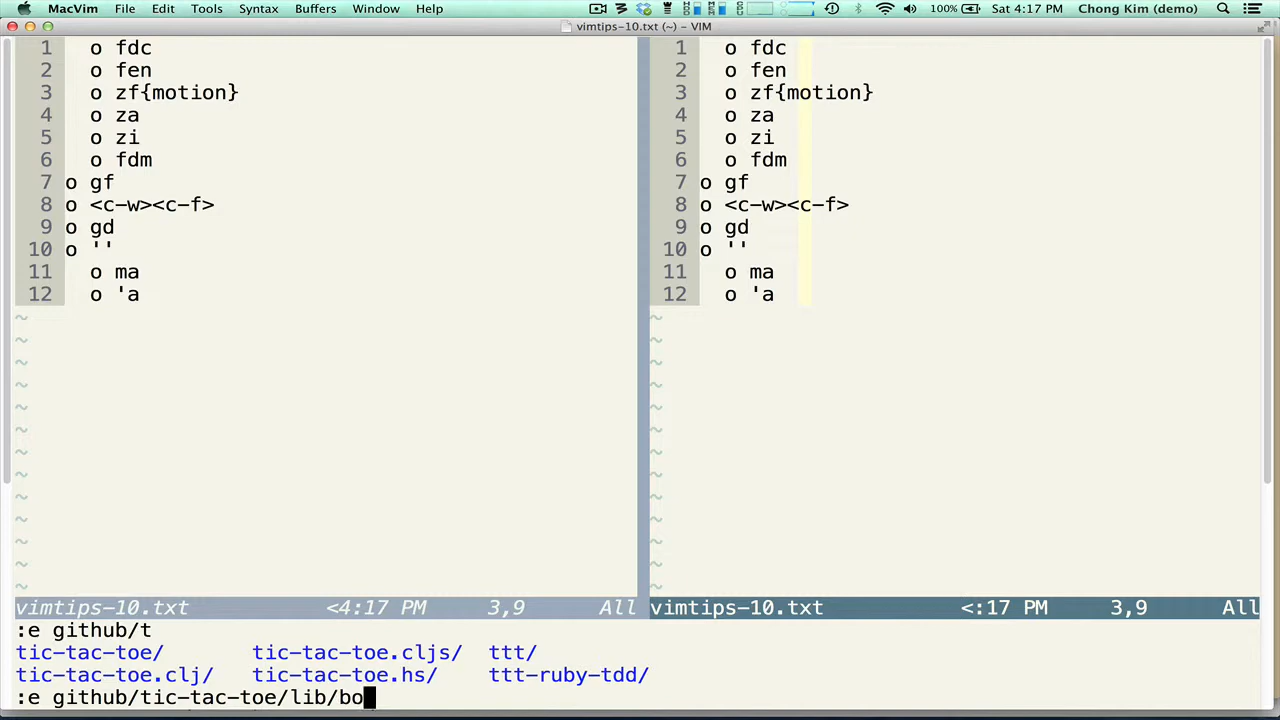 MacVim File Edit Tools Syntax Buffers Window Help 100% Sat 4:17 PM Chong Kim (demo)
vimtips-10.txt (~) - VIM
1 o fdc
2 o fen
3 o zf{motion}
4 o za
5 o zi
6 o fdm
7 o gf
8 o <c-w><c-f>
9 o gd
10 o ''
11 o ma
12 o 'a
~
~
~
~
~
~
~
~
~
~
~
~
~
vimtips-10.txt <4:17 PM 3,9 All
1 o fdc
2 o fen
3 o zf{motion}
4 o za
5 o zi
6 o fdm
7 o gf
8 o <c-w><c-f>
9 o gd
10 o ''
11 o ma
12 o 'a
~
~
~
~
~
~
~
~
~
~
~
~
~
vimtips-10.txt <:17 PM 3,9 All
:e github/t
tic-tac-toe/ tic-tac-toe.cljs/ ttt/
tic-tac-toe.clj/ tic-tac-toe.hs/ ttt-ruby-tdd/
:e github/tic-tac-toe/lib/bo